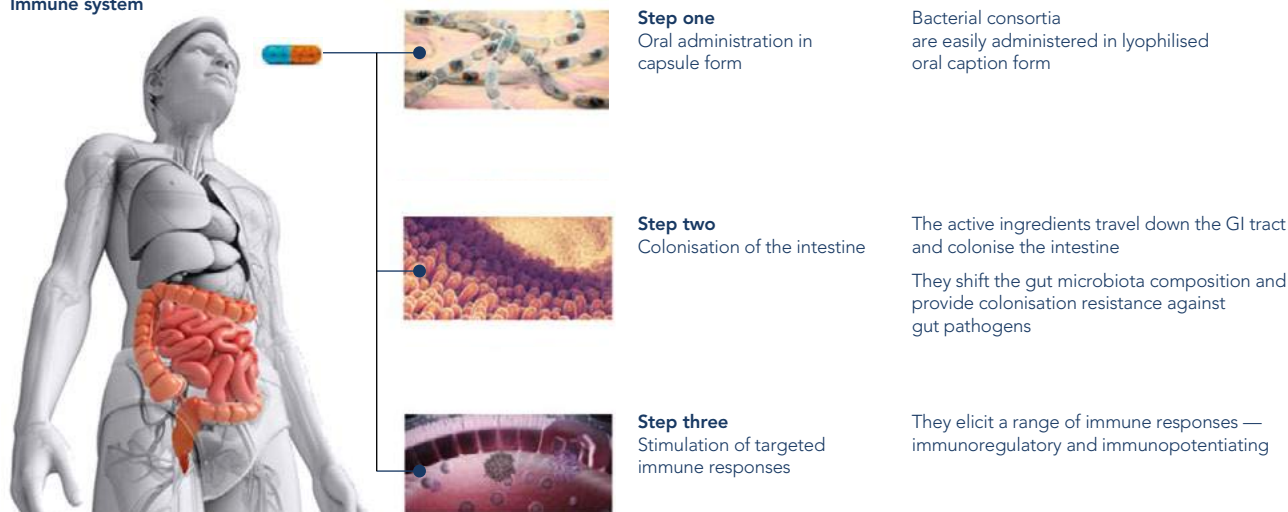 Immune system
Step one
Oral administration in
capsule form
Bacterial consortia
are easily administered in lyophilised
oral caption form
Step two
Colonisation of the intestine
The active ingredients travel down the GI tract
and colonise the intestine
They shift the gut microbiota composition and
provide colonisation resistance against
gut pathogens
Step three
Stimulation of targeted
immune responses
They elicit a range of immune responses —
immunoregulatory and immunopotentiating